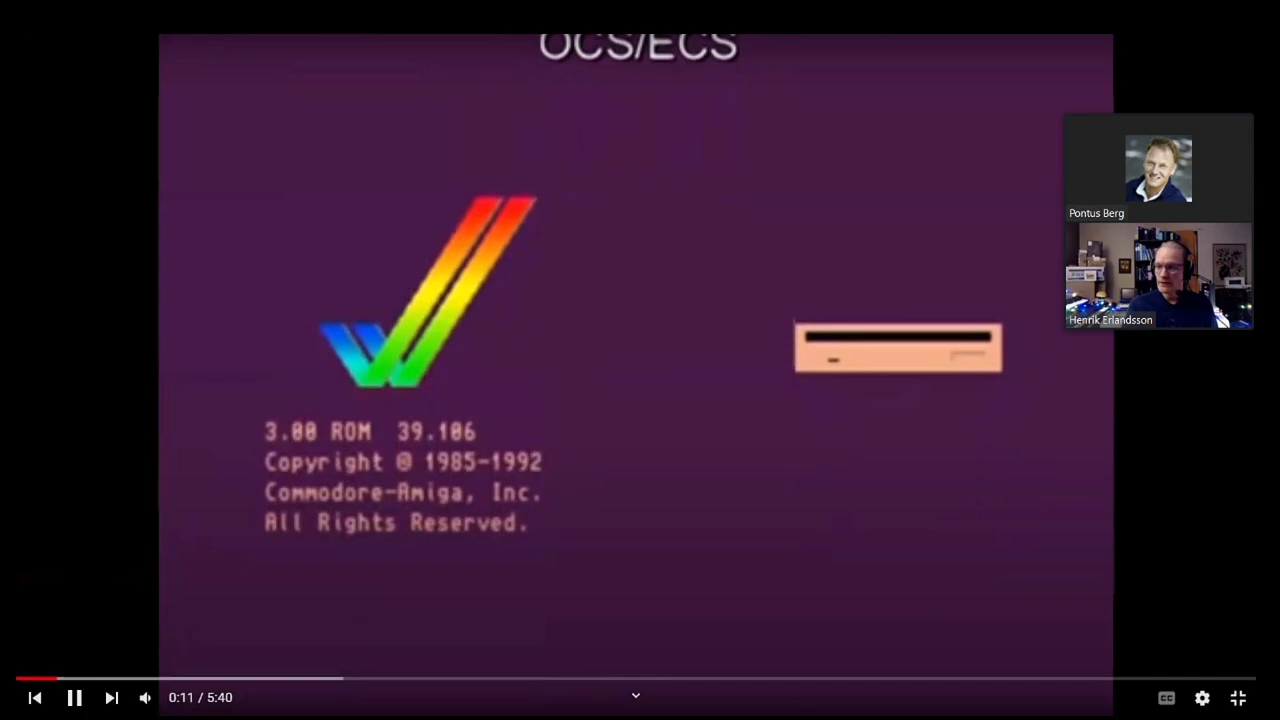 OCS/ECS
Pontus Berg
Henrik Erlandsson
3.00 ROM 39.106
Copyright © 1985-1992
Commodore-Amiga, Inc.
All Rights Reserved.
0:11 / 5:40
CC